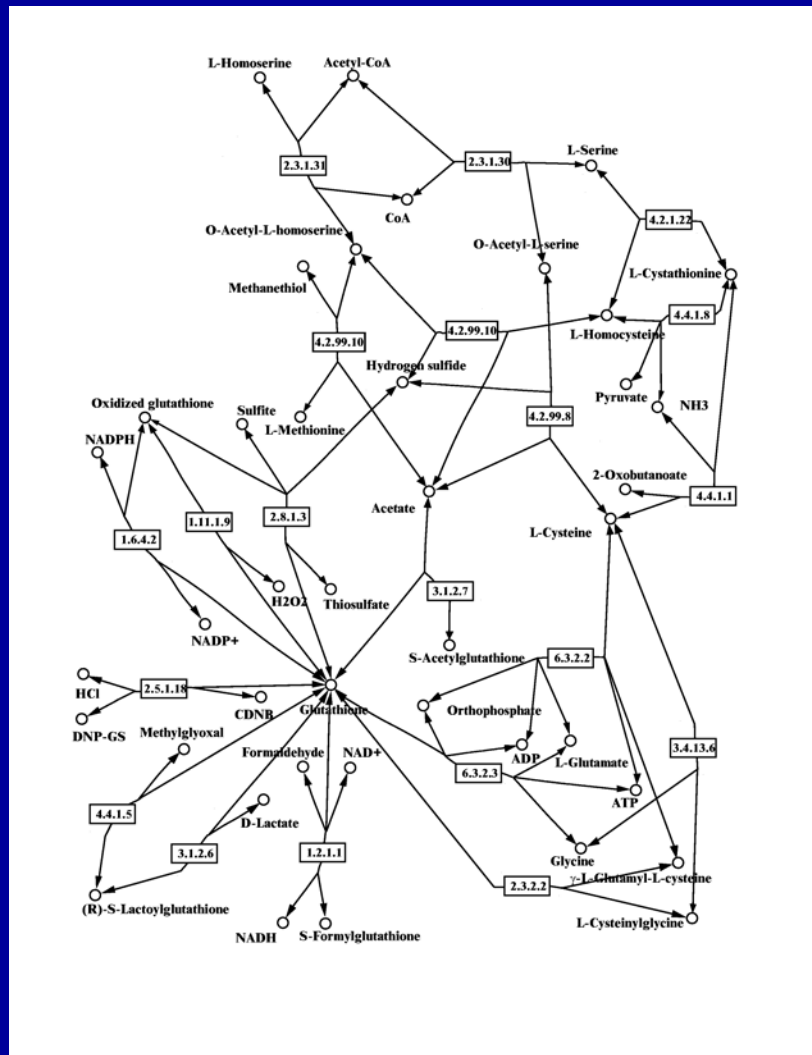 L-Homoserine
Acetyl-CoA
2.3.1.31
2.3.1.30
L-Serine
CoA
4.2.1.22
O-Acetyl-L-homoserine
O-Acetyl-L-serine
L-Cystathionine
Methanethiol
4.2.99.10
4.2.99.10
L-Homocysteine
4.4.1.8
Hydrogen sulfide
Pyruvate
NH3
Oxidized glutathione
Sulfite
L-Methionine
4.2.99.8
NADPH
2-Oxobutanoate
4.4.1.1
Acetate
L-Cysteine
1.6.4.2
1.11.1.9
2.8.1.3
H2O2
Thiosulfate
3.1.2.7
NADP+
S-Acetylglutathione
6.3.2.2
HCl
2.5.1.18
CDNB
Glutathione
Orthophosphate
DNP-GS
Methylglyoxal
Formaldehyde
NAD+
6.3.2.3
ADP
L-Glutamate
3.4.13.6
ATP
4.4.1.5
D-Lactate
3.1.2.6
1.2.1.1
Glycine
γ-L-Glutamyl-L-cysteine
2.3.2.2
(R)-S-Lactoylglutathione
NADH
S-Formylglutathione
L-Cysteinylglycine